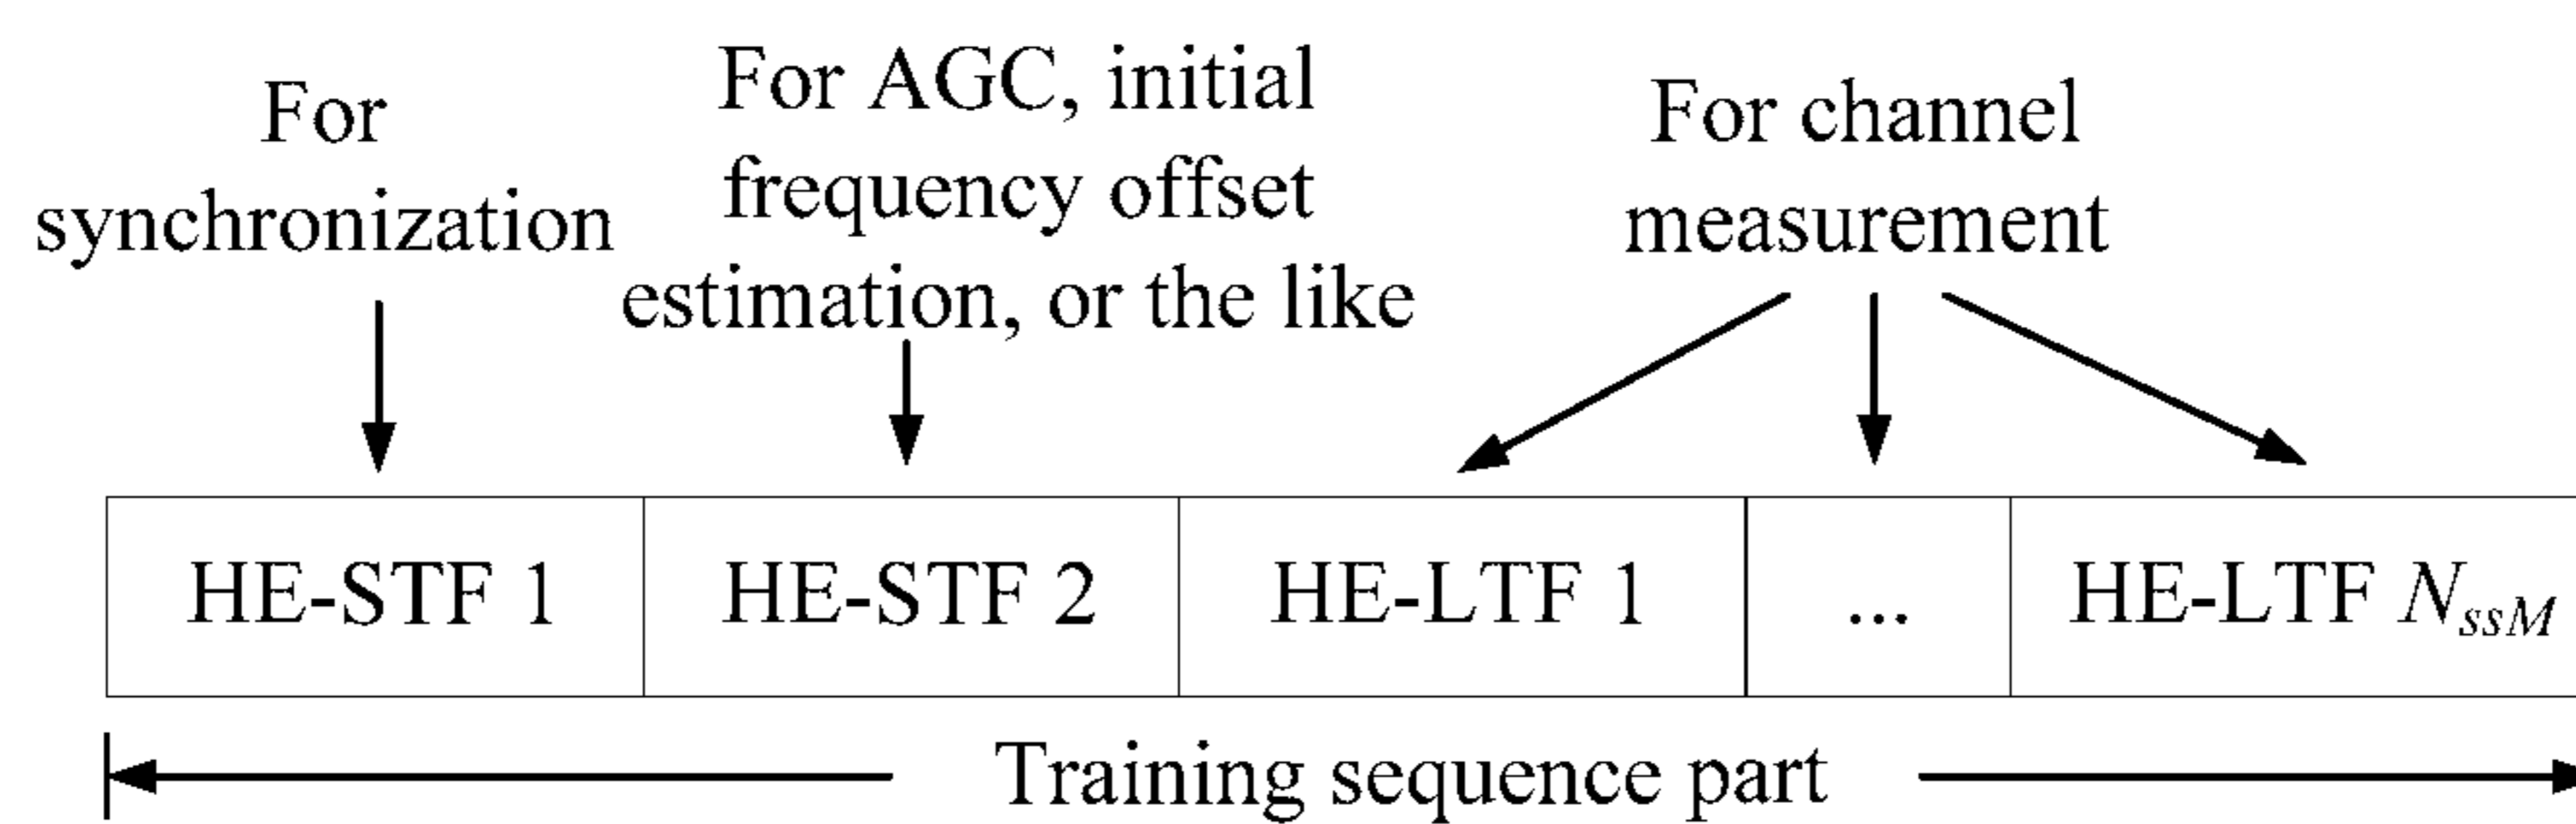 For
synchronization
For AGC, initial
frequency offset
estimation, or the like
For channel
measurement
HE-STF 1
HE-STF 2
HE-LTF 1
...
HE-LTF NssM
Training sequence part